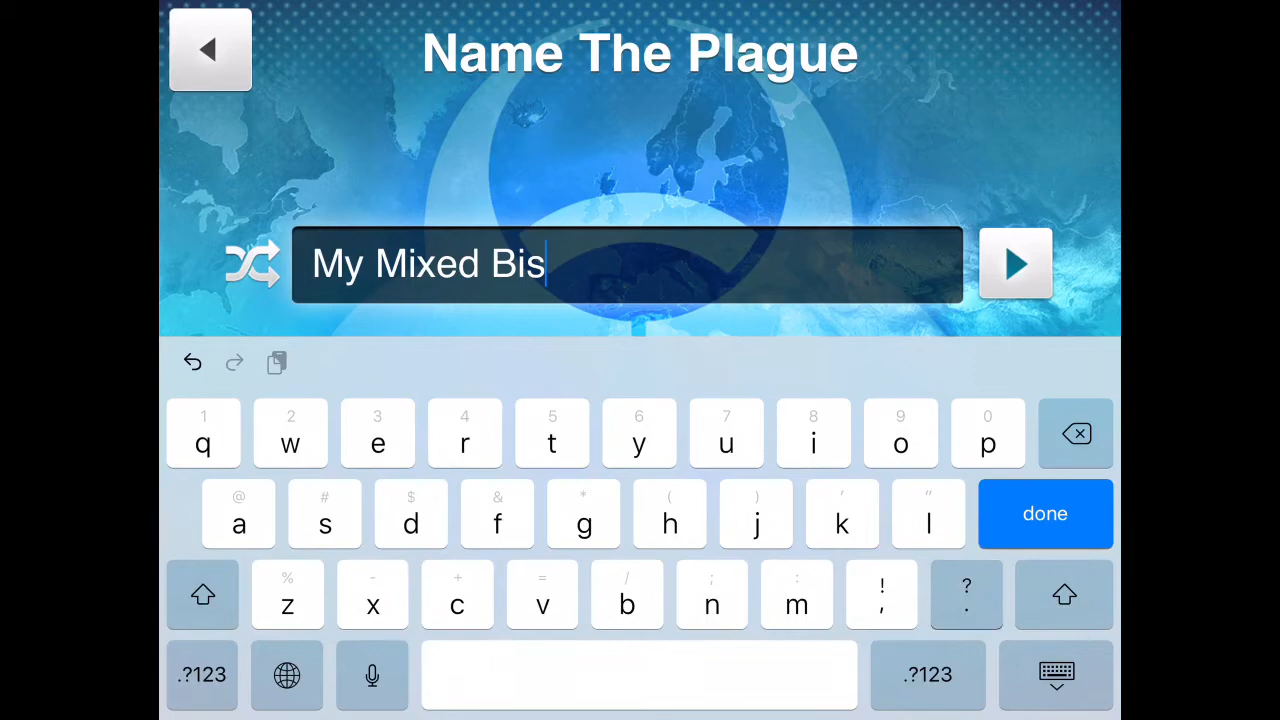 Name The Plague
My Mixed Bis
1 2 3 4 5 6 7 8 9 0
q w e r t y u i o p
@ # $ & * ( ) ' "
a s d f g h j k l done
% - + = / ; : ! ?
z x c v b n m , .
.?123 .?123